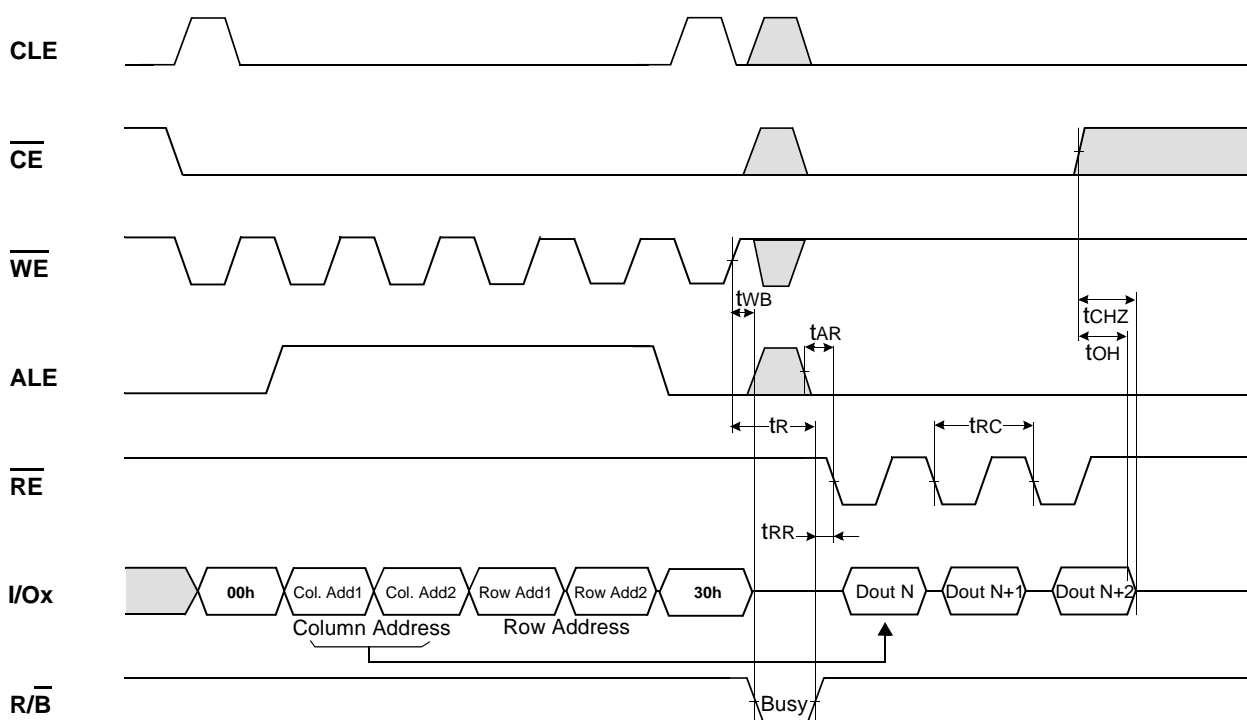 CLE
CE
WE
tWB
tCHZ
tAR
tOH
ALE
tR
tRC
RE
tRR
I/Ox
00h
Col. Add1
Col. Add2
Row Add1
Row Add2
30h
Dout N
Dout N+1
Dout N+2
Column Address
Row Address
R/B
Busy